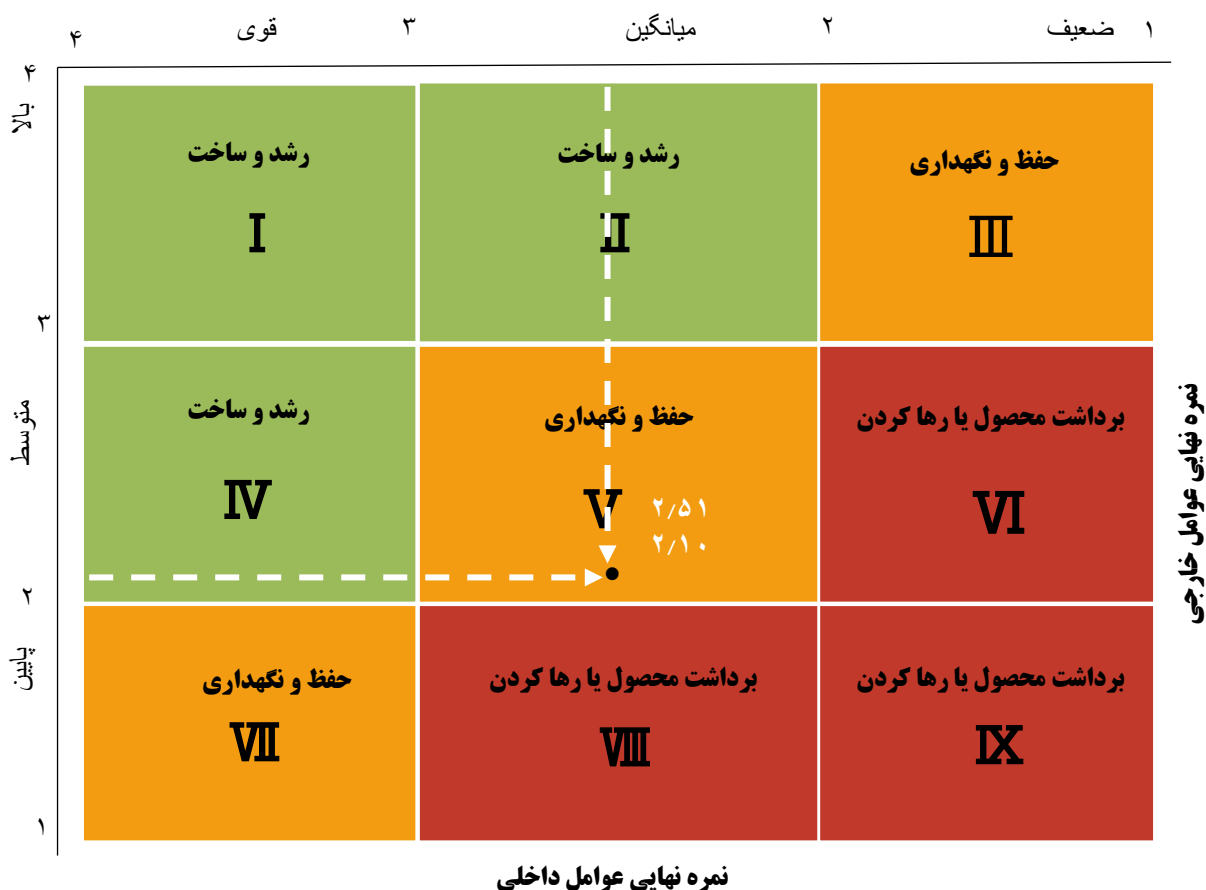 ۱ ضعیف ۲ میانگین ۳ قوی ۴
۴
بالا
۳
متوسط
۲
پایین
۱
حفظ و نگهداری
III
رشد و ساخت
II
رشد و ساخت
I
برداشت محصول یا رها کردن
VI
حفظ و نگهداری
V
۲/۵۱
۲/۱۰
رشد و ساخت
IV
برداشت محصول یا رها کردن
IX
برداشت محصول یا رها کردن
VIII
حفظ و نگهداری
VII
نمره نهایی عوامل خارجی
نمره نهایی عوامل داخلی